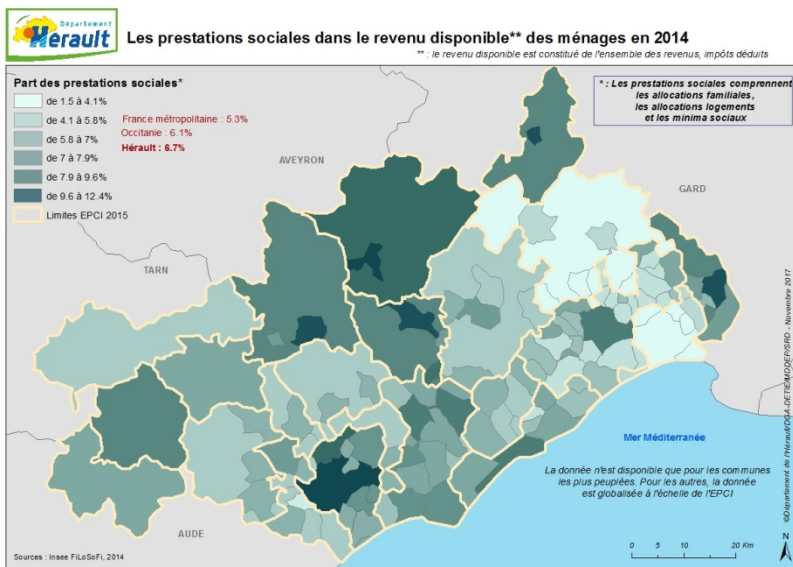 Département
Hérault
Les prestations sociales dans le revenu disponible** des ménages en 2014
** : le revenu disponible est constitué de l'ensemble des revenus, impôts déduits
Part des prestations sociales*
de 1.5 à 4.1%
de 4.1 à 5.8%
de 5.8 à 7%
de 7 à 7.9%
de 7.9 à 9.6%
de 9.6 à 12.4%
Limites EPCI 2015
France métropolitaine : 5.3%
Occitanie : 6.1%
Hérault : 6.7%
* : Les prestations sociales comprennent
les allocations familiales,
les allocations logements
et les minima sociaux
AVEYRON
GARD
TARN
AUDE
Mer Méditerranée
La donnée n'est disponible que pour les communes
les plus peuplées. Pour les autres, la donnée
est globalisée à l'échelle de l'EPCI
©Département de l'Hérault/DGA-DETIE/MODEP/SRD - Novembre 2017
N
0 5 10 20 Km
Sources : Insee FiLoSoFi, 2014